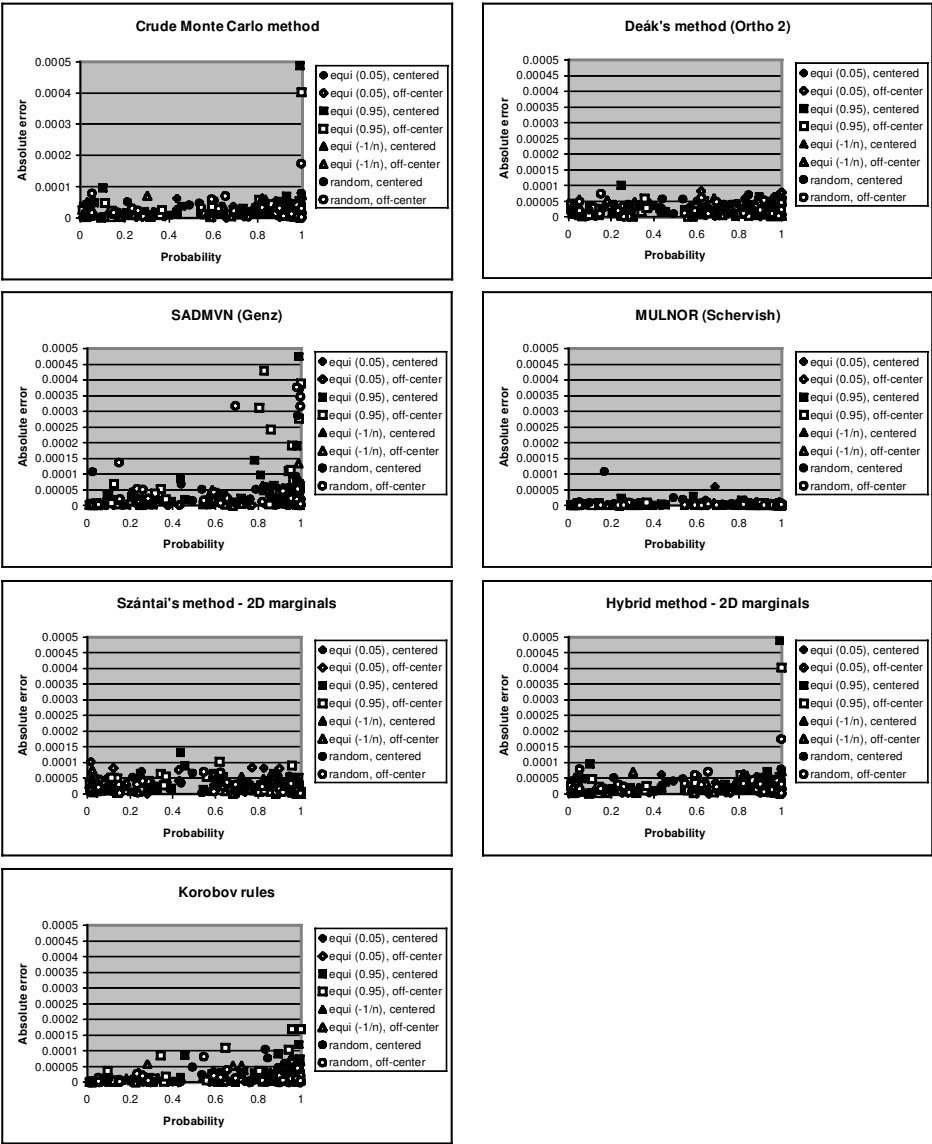 Crude Monte Carlo method
Absolute error
0.0005
0.0004
0.0003
0.0002
0.0001
0
0 0.2 0.4 0.6 0.8 1
Probability
equi (0.05), centered
equi (0.05), off-center
equi (0.95), centered
equi (0.95), off-center
equi (-1/n), centered
equi (-1/n), off-center
random, centered
random, off-center
Deák's method (Ortho 2)
Absolute error
0.0005
0.00045
0.0004
0.00035
0.0003
0.00025
0.0002
0.00015
0.0001
0.00005
0
0 0.2 0.4 0.6 0.8 1
Probability
equi (0.05), centered
equi (0.05), off-center
equi (0.95), centered
equi (0.95), off-center
equi (-1/n), centered
equi (-1/n), off-center
random, centered
random, off-center
SADMVN (Genz)
Absolute error
0.0005
0.00045
0.0004
0.00035
0.0003
0.00025
0.0002
0.00015
0.0001
0.00005
0
0 0.2 0.4 0.6 0.8 1
Probability
equi (0.05), centered
equi (0.05), off-center
equi (0.95), centered
equi (0.95), off-center
equi (-1/n), centered
equi (-1/n), off-center
random, centered
random, off-center
MULNOR (Schervish)
Absolute error
0.0005
0.00045
0.0004
0.00035
0.0003
0.00025
0.0002
0.00015
0.0001
0.00005
0
0 0.2 0.4 0.6 0.8 1
Probability
equi (0.05), centered
equi (0.05), off-center
equi (0.95), centered
equi (0.95), off-center
equi (-1/n), centered
equi (-1/n), off-center
random, centered
random, off-center
Szántai's method - 2D marginals
Absolute error
0.0005
0.00045
0.0004
0.00035
0.0003
0.00025
0.0002
0.00015
0.0001
0.00005
0
0 0.2 0.4 0.6 0.8 1
Probability
equi (0.05), centered
equi (0.05), off-center
equi (0.95), centered
equi (0.95), off-center
equi (-1/n), centered
equi (-1/n), off-center
random, centered
random, off-center
Hybrid method - 2D marginals
Absolute error
0.0005
0.00045
0.0004
0.00035
0.0003
0.00025
0.0002
0.00015
0.0001
0.00005
0
0 0.2 0.4 0.6 0.8 1
Probability
equi (0.05), centered
equi (0.05), off-center
equi (0.95), centered
equi (0.95), off-center
equi (-1/n), centered
equi (-1/n), off-center
random, centered
random, off-center
Korobov rules
Absolute error
0.0005
0.00045
0.0004
0.00035
0.0003
0.00025
0.0002
0.00015
0.0001
0.00005
0
0 0.2 0.4 0.6 0.8 1
Probability
equi (0.05), centered
equi (0.05), off-center
equi (0.95), centered
equi (0.95), off-center
equi (-1/n), centered
equi (-1/n), off-center
random, centered
random, off-center